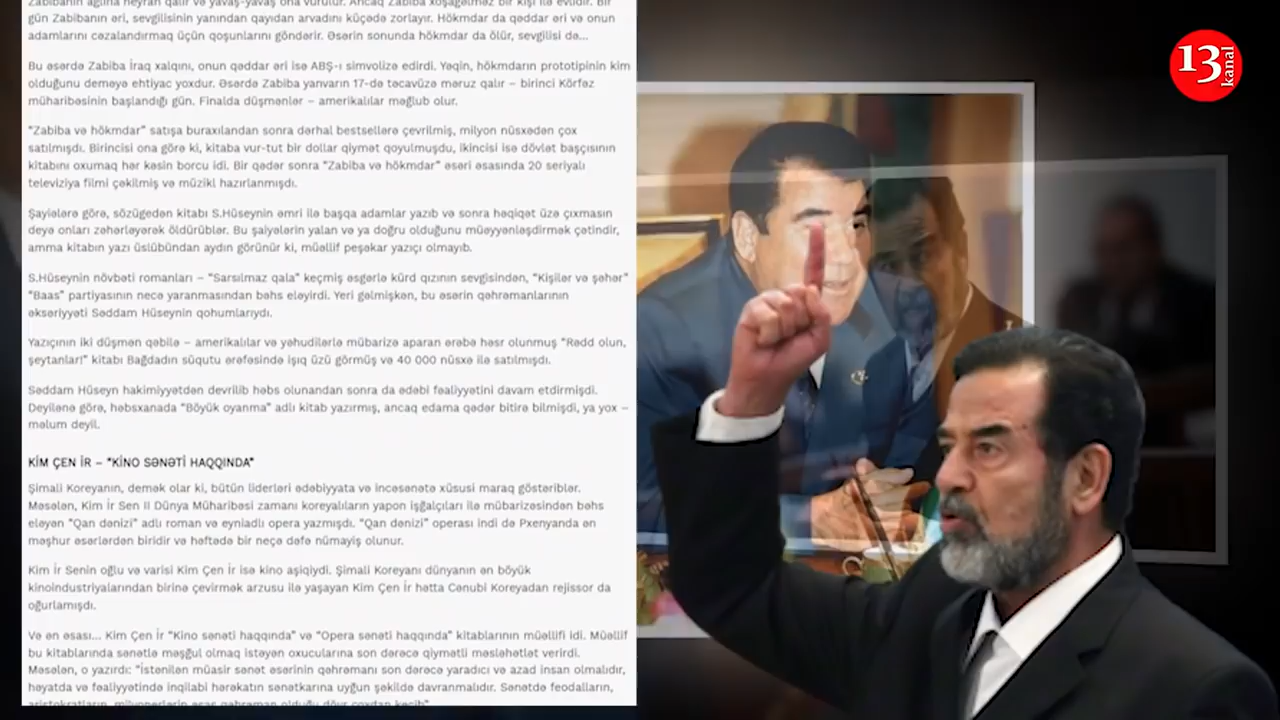 Zabibanın ağlına heyran qalır və yavaş-yavaş ona vurulur. Ancaq Zabibə xoşagəlməz bir kişi ilə evlidir. Bir
gün Zabibanın əri, sevgilisinin yanından qayıdan arvadını küçədə zorlayır. Hökmdar da qəddar əri və onun
adamlarını cəzalandırmaq üçün qoşunlarını göndərir. Əsərin sonunda hökmdar da ölür, sevgilisi də...
Bu əsərdə Zabiba İraq xalqını, onun qəddar əri isə ABŞ-ı simvolizə edirdi. Yəqin, hökmdarın prototipinin kim
olduğunu deməyə ehtiyac yoxdur. Əsərdə Zabiba yanvarın 17-də təcavüzə məruz qalır – birinci Körfəz
müharibəsinin başlandığı gün. Finalda düşmənlər – amerikalılar məğlub olur.
"Zabiba və hökmdar" satışa buraxılandan sonra dərhal bestsellerə çevrilmiş, milyon nüsxədən çox
satılmışdı. Birincisi ona görə ki, kitaba vur-tut bir dollar qiymət qoyulmuşdu, ikincisi isə dövlət başçısının
kitabını oxumaq hər kəsin borcu idi. Bir qədər sonra "Zabiba və hökmdar" əsəri əsasında 20 seriyalı
televiziya filmi çəkilmiş və müzikl hazırlanmışdı.
Şayiələrə görə, sözügedən kitabı S.Hüseynin əmri ilə başqa adamlar yazıb və sonra həqiqət üzə çıxmasın
deyə onları zəhərləyərək öldürüblər. Bu şaiyələrin yalan və ya doğru olduğunu müəyyənləşdirmək çətindir,
amma kitabın yazı üslübündan aydın görünür ki, müəllif peşəkar yazıçı olmayıb.
S.Hüseynin növbəti romanları – "Sarsılmaz qala" keçmiş əsgərlə kürd qızının sevgisindən, "Kişilər və şəhər"
"Baas" partiyasının necə yaranmasından bəhs eləyirdi. Yeri gəlmişkən, bu əsərin qəhrəmanlarının
əksəriyyəti Səddam Hüseynin qohumlarıydı.
Yazıçının iki düşmən qəbilə – amerikalılar və yəhudilərlə mübarizə aparan ərəbə həsr olunmuş "Rədd olun,
şeytanlar!" kitabı Bağdadın süqutu ərəfəsində işıq üzü görmüş və 40 000 nüsxə ilə satılmışdı.
Səddam Hüseyn hakimiyyətdən devrilib həbs olunandan sonra da ədəbi fəaliyyətini davam etdirmişdi.
Deyilənə görə, həbsxanada "Böyük oyanma" adlı kitab yazırmış, ancaq edama qədər bitirə bilmişdi, ya yox –
məlum deyil.
KİM ÇEN İR – "KİNO SƏNƏTİ HAQQINDA"
Şimali Koreyanın, demək olar ki, bütün liderləri ədəbiyyata və incəsənətə xüsusi maraq göstəriblər.
Məsələn, Kim İr Sen II Dünya Müharibəsi zamanı koreyalıların yapon işğalçıları ilə mübarizəsindən bəhs
eləyən "Qan dənizi" adlı roman və eyniadlı opera yazmışdı. "Qan dənizi" operası indi də Pxenyanda ən
məşhur əsərlərdən biridir və həftədə bir neçə dəfə nümayiş olunur.
Kim İr Senin oğlu və varisi Kim Çen İr isə kino aşiqiydi. Şimali Koreyanı dünyanın ən böyük
kinoindustriyalarından birinə çevirmək arzusu ilə yaşayan Kim Çen İr hətta Cənubi Koreyadan rejissor da
oğurlamışdı.
Və ən əsası... Kim Çen İr "Kino sənəti haqqında" və "Opera sənəti haqqında" kitablarının müəllifi idi. Müəllif
bu kitablarında sənətlə məşğul olmaq istəyən oxucularına son dərəcə qiymətli məsləhətlət verirdi.
Məsələn, o yazırdı: "İstənilən müasir sənət əsərinin qəhrəmanı son dərəcə yaradıcı və azad insan olmalıdır,
həyatda və fəaliyyətində inqilabi hərəkatın sənətkarına uyğun şəkildə davranmalıdır. Sənətdə feodalların,
aristokratların, milyonerlərin əsas qəhrəman olduğu dövr çoxdan keçib".
13
kanal